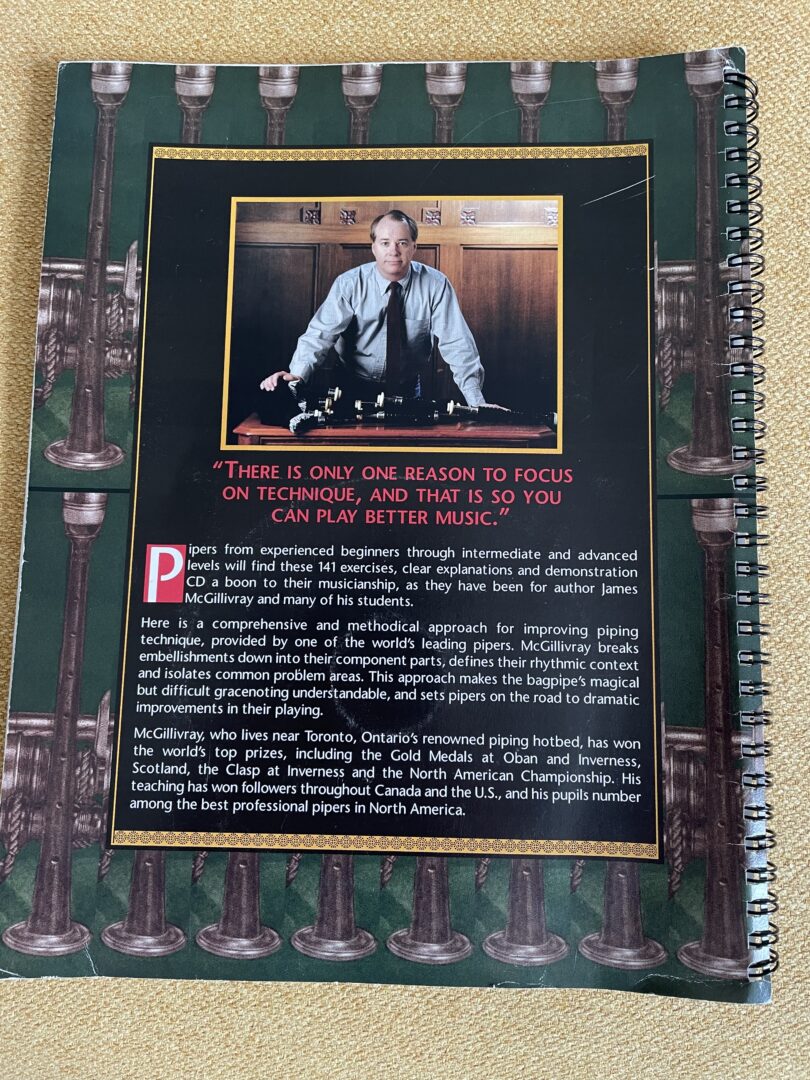 “THERE IS ONLY ONE REASON TO FOCUS
ON TECHNIQUE, AND THAT IS SO YOU
CAN PLAY BETTER MUSIC.”
Pipers from experienced beginners through intermediate and advanced
levels will find these 141 exercises, clear explanations and demonstration
CD a boon to their musicianship, as they have been for author James
McGillivray and many of his students.
Here is a comprehensive and methodical approach for improving piping
technique, provided by one of the world’s leading pipers. McGillivray breaks
embellishments down into their component parts, defines their rhythmic context
and isolates common problem areas. This approach makes the bagpipe’s magical
but difficult gracenoting understandable, and sets pipers on the road to dramatic
improvements in their playing.
McGillivray, who lives near Toronto, Ontario’s renowned piping hotbed, has won
the world’s top prizes, including the Gold Medals at Oban and Inverness,
Scotland, the Clasp at Inverness and the North American Championship. His
teaching has won followers throughout Canada and the U.S., and his pupils number
among the best professional pipers in North America.